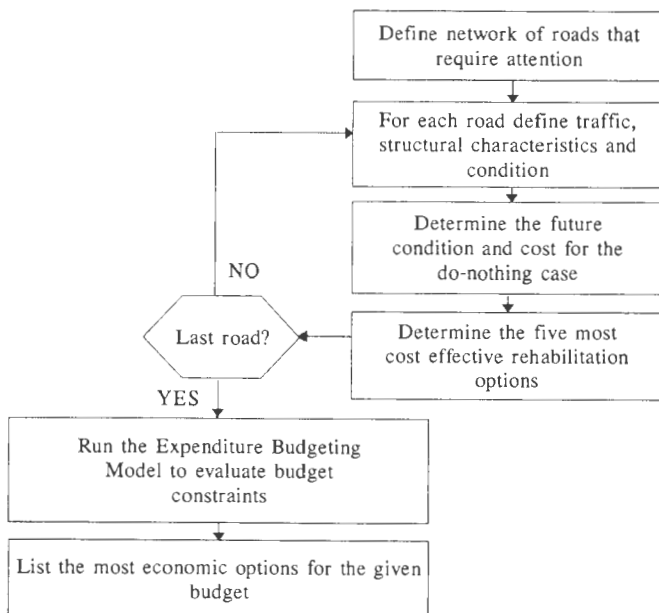 Define network of roads that
require attention
For each road define traffic,
structural characteristics and
condition
Determine the future
condition and cost for the
do-nothing case
NO
Last road?
Determine the five most
cost effective rehabilitation
options
YES
Run the Expenditure Budgeting
Model to evaluate budget
constraints
List the most economic options for the given
budget